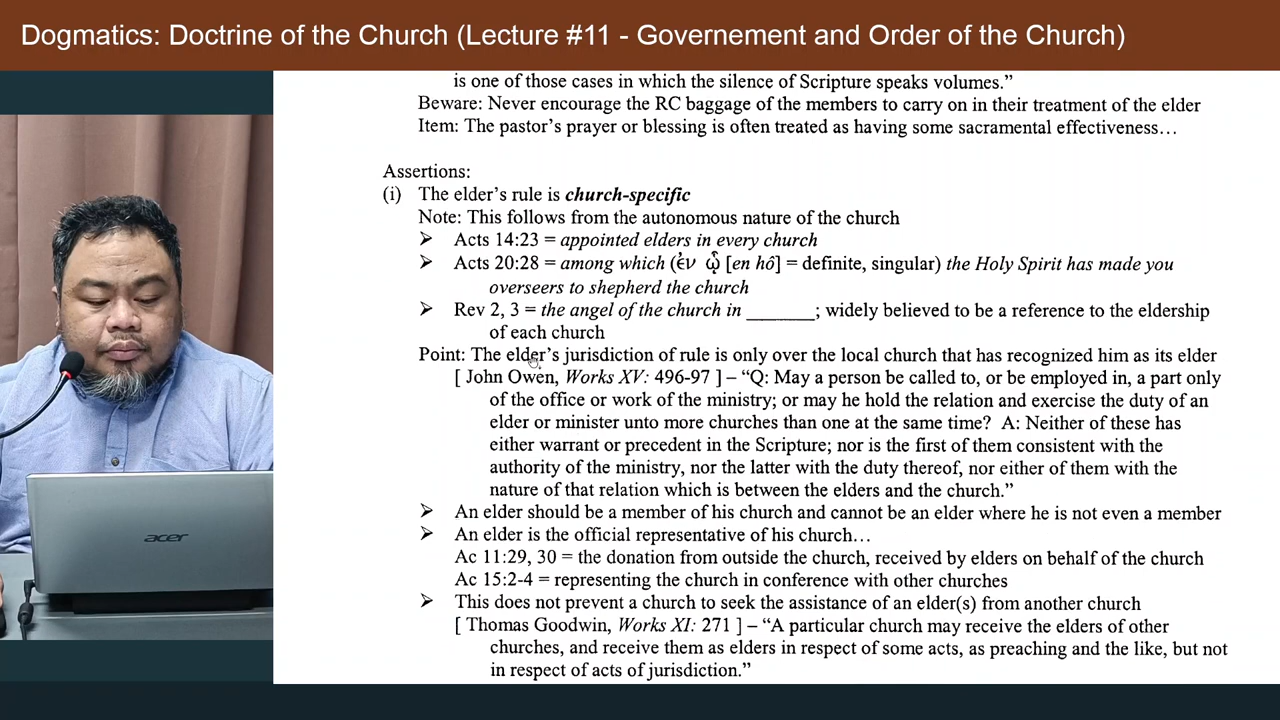 Dogmatics: Doctrine of the Church (Lecture #11 - Governement and Order of the Church)
is one of those cases in which the silence of Scripture speaks volumes.”
Beware: Never encourage the RC baggage of the members to carry on in their treatment of the elder
Item: The pastor’s prayer or blessing is often treated as having some sacramental effectiveness…
Assertions:
(i) The elder’s rule is church-specific
Note: This follows from the autonomous nature of the church
➢ Acts 14:23 = appointed elders in every church
➢ Acts 20:28 = among which (ἐν ᾧ [en hô] = definite, singular) the Holy Spirit has made you
overseers to shepherd the church
➢ Rev 2, 3 = the angel of the church in _______; widely believed to be a reference to the eldership
of each church
Point: The elder’s jurisdiction of rule is only over the local church that has recognized him as its elder
[ John Owen, Works XV: 496-97 ] – “Q: May a person be called to, or be employed in, a part only
of the office or work of the ministry; or may he hold the relation and exercise the duty of an
elder or minister unto more churches than one at the same time? A: Neither of these has
either warrant or precedent in the Scripture; nor is the first of them consistent with the
authority of the ministry, nor the latter with the duty thereof, nor either of them with the
nature of that relation which is between the elders and the church.”
➢ An elder should be a member of his church and cannot be an elder where he is not even a member
➢ An elder is the official representative of his church…
Ac 11:29, 30 = the donation from outside the church, received by elders on behalf of the church
Ac 15:2-4 = representing the church in conference with other churches
➢ This does not prevent a church to seek the assistance of an elder(s) from another church
[ Thomas Goodwin, Works XI: 271 ] – “A particular church may receive the elders of other
churches, and receive them as elders in respect of some acts, as preaching and the like, but not
in respect of acts of jurisdiction.”
acer